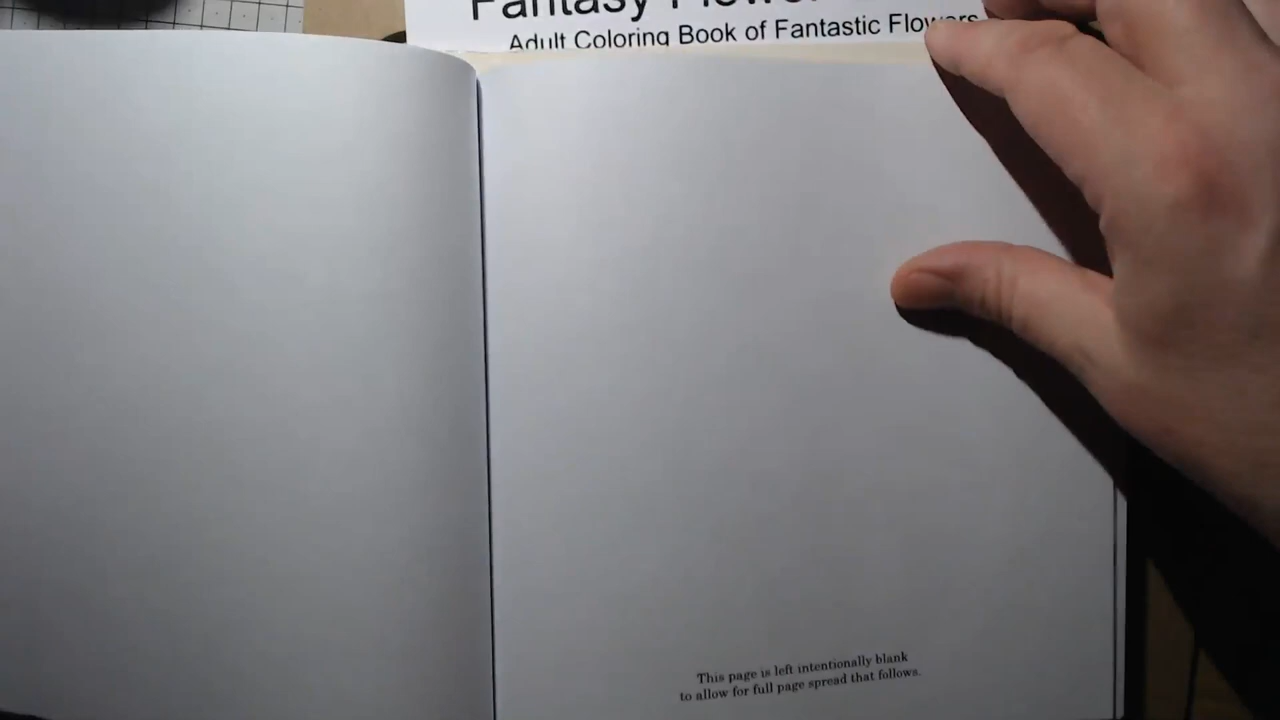 Fantasy
Adult Coloring Book of Fantastic Flowers
This page is left intentionally blank
to allow for full page spread that follows.